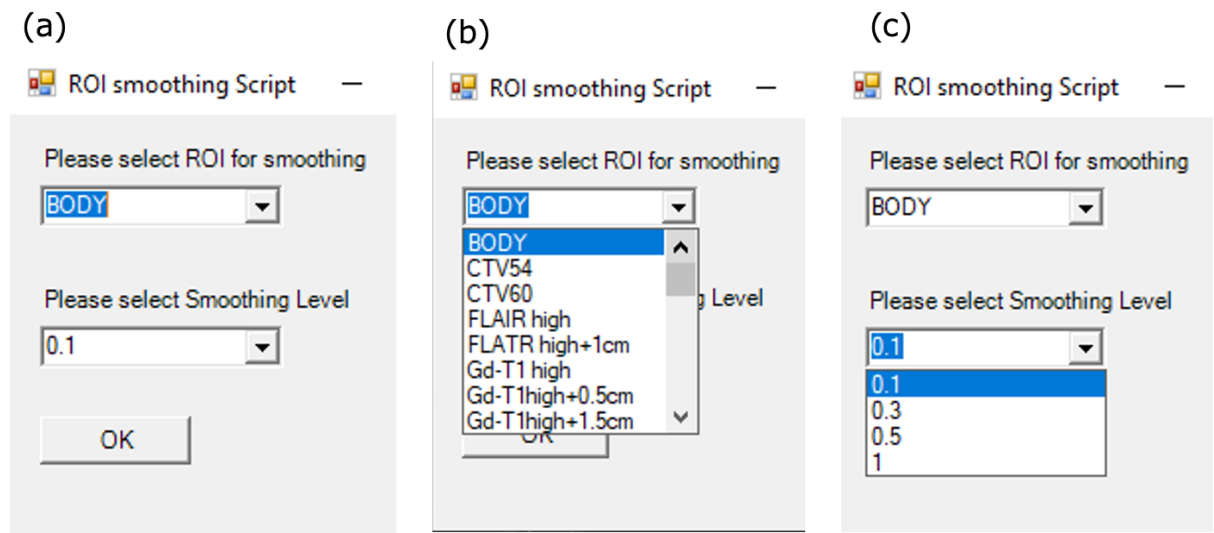 (a)
ROI smoothing Script
Please select ROI for smoothing
BODY
Please select Smoothing Level
0.1
OK
(b)
ROI smoothing Script
Please select ROI for smoothing
BODY
BODY
CTV54
CTV60
FLAIR high
FLATR high+1cm
Gd-T1 high
Gd-T1high+0.5cm
Gd-T1high+1.5cm
Level
OK
(c)
ROI smoothing Script
Please select ROI for smoothing
BODY
Please select Smoothing Level
0.1
0.1
0.3
0.5
1